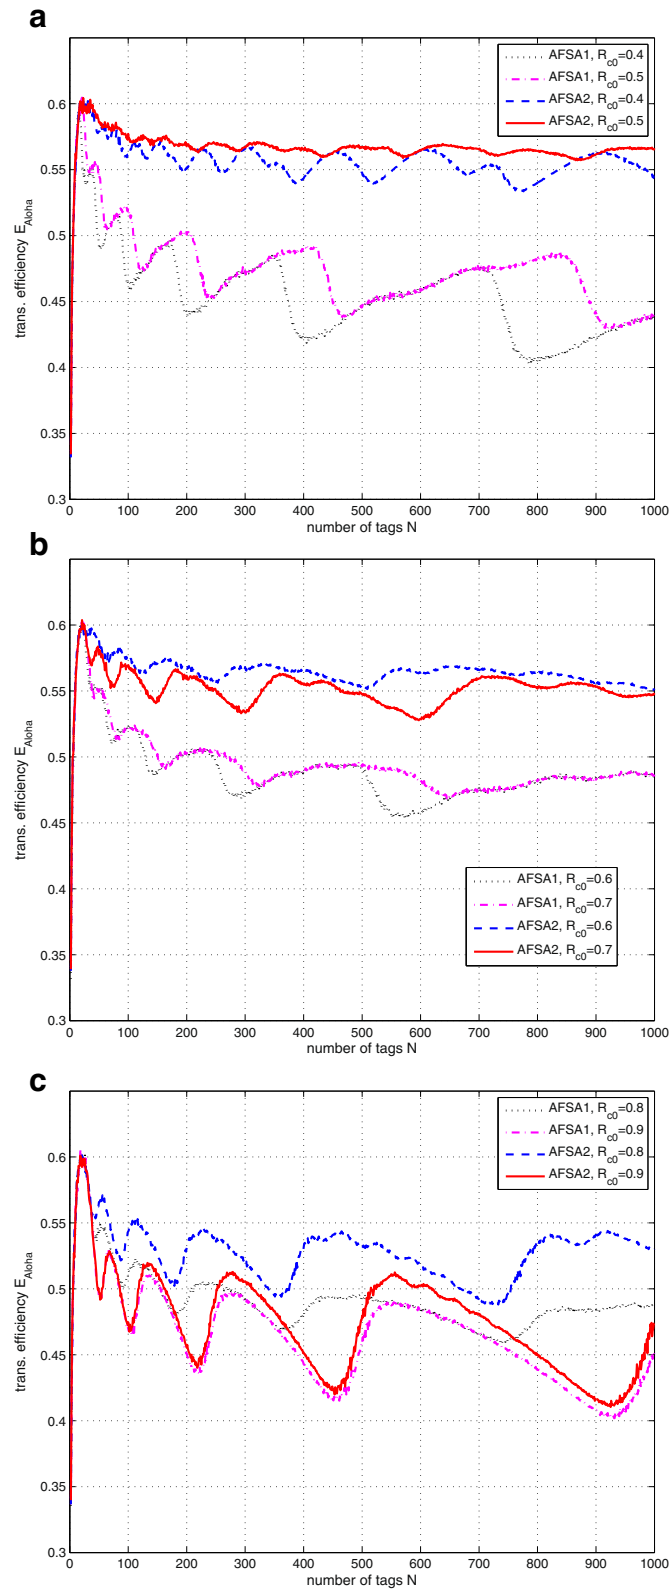 a
AFSA1, R_c0=0.4
AFSA1, R_c0=0.5
AFSA2, R_c0=0.4
AFSA2, R_c0=0.5
0.6
0.55
0.5
0.45
0.4
0.35
0.3
trans. efficiency E_Aloha
0 100 200 300 400 500 600 700 800 900 1000
number of tags N
b
0.6
0.55
0.5
0.45
0.4
0.35
0.3
trans. efficiency E_Aloha
AFSA1, R_c0=0.6
AFSA1, R_c0=0.7
AFSA2, R_c0=0.6
AFSA2, R_c0=0.7
0 100 200 300 400 500 600 700 800 900 1000
number of tags N
c
AFSA1, R_c0=0.8
AFSA1, R_c0=0.9
AFSA2, R_c0=0.8
AFSA2, R_c0=0.9
0.6
0.55
0.5
0.45
0.4
0.35
0.3
trans. efficiency E_Aloha
0 100 200 300 400 500 600 700 800 900 1000
number of tags N